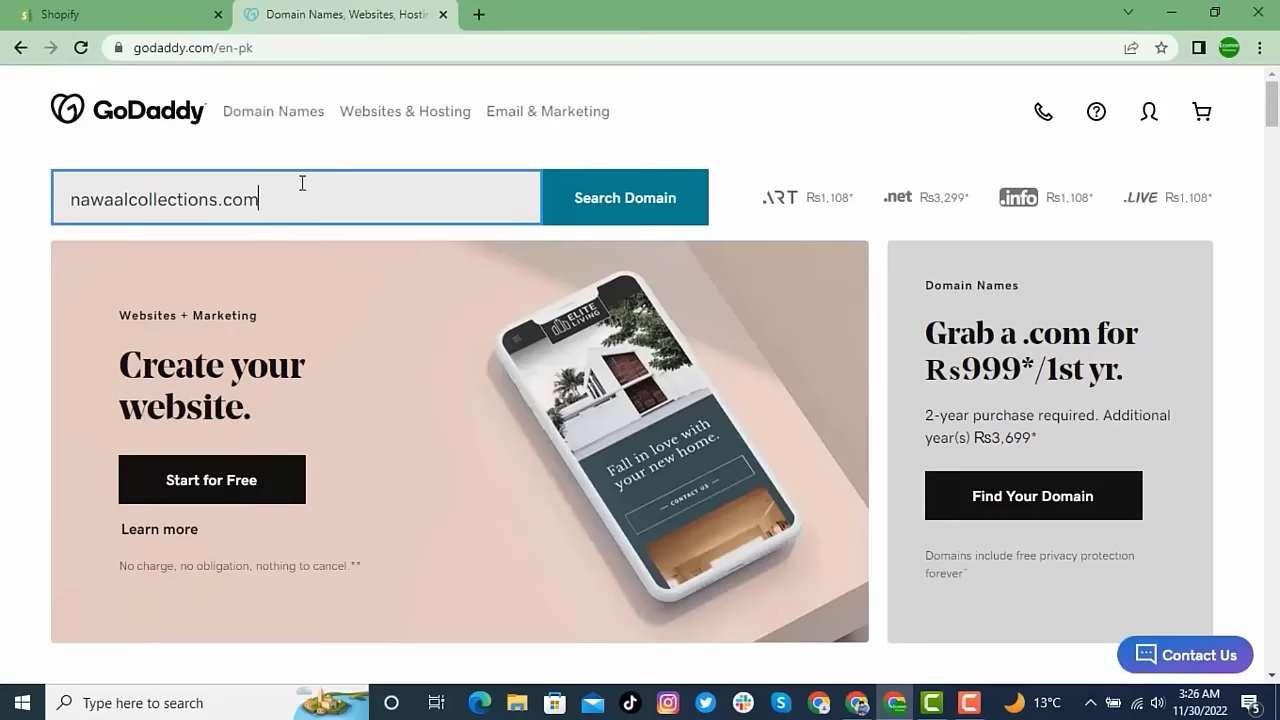 Shopify
Domain Names, Websites, Hostin
godaddy.com/en-pk
GoDaddy
Domain Names
Websites & Hosting
Email & Marketing
nawaalcollections.com
Search Domain
.ART Rs1,108*
.net Rs3,299*
.info Rs1,108*
.LIVE Rs1,108*
Websites + Marketing
Create your
website.
Start for Free
Learn more
No charge, no obligation, nothing to cancel.**
ELITE
LIVING
Fall in love with
your new home.
CONTACT US
Domain Names
Grab a .com for
Rs999*/1st yr.
2-year purchase required. Additional
year(s) Rs3,699*
Find Your Domain
Domains include free privacy protection
forever+
Contact Us
Type here to search
13°C
3:26 AM
11/30/2022
5